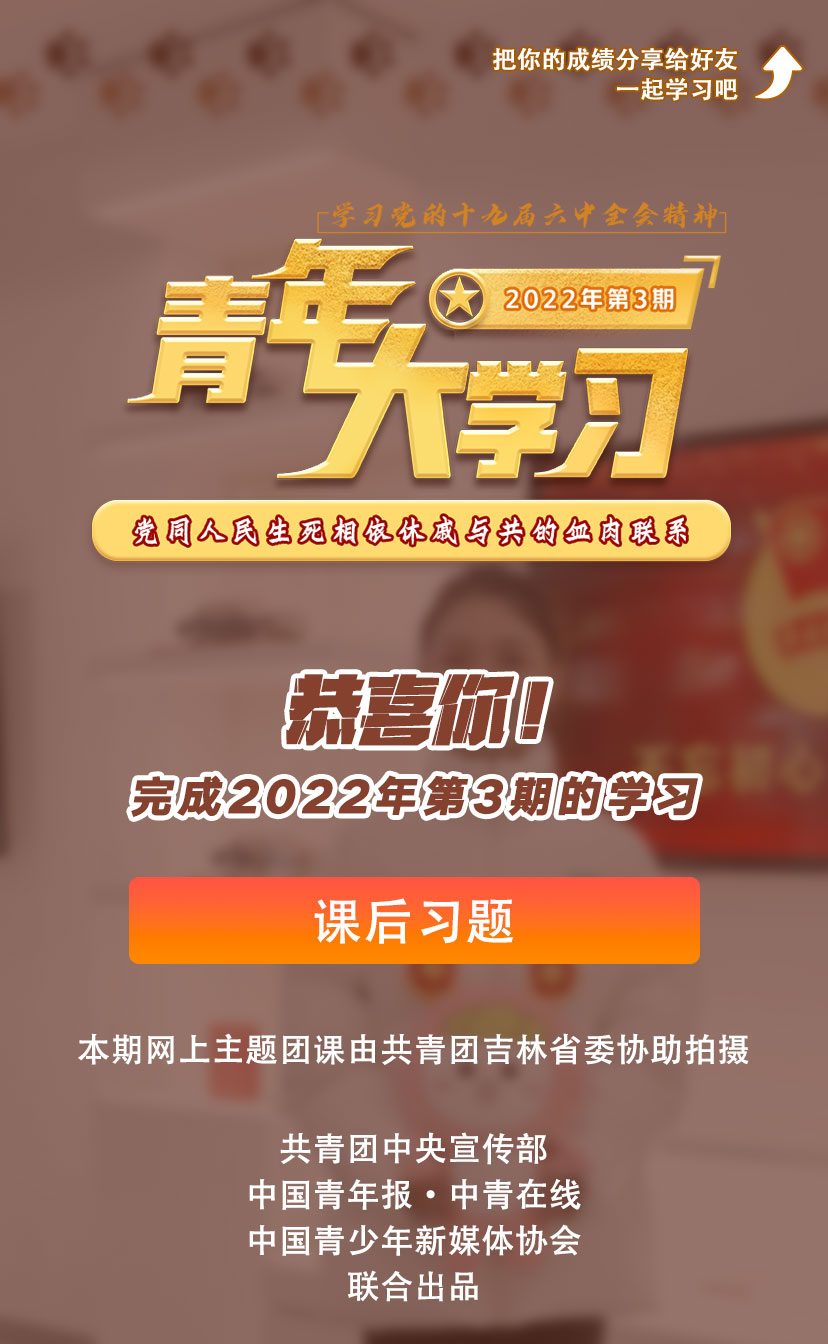 把你的成绩分享给好友
一起学习吧
学习党的十九届六中全会精神
青年大学习
2022年第3期
党同人民生死相依休戚与共的血肉联系
恭喜你！
完成2022年第3期的学习
课后习题
本期网上主题团课由共青团吉林省委协助拍摄
共青团中央宣传部
中国青年报·中青在线
中国青少年新媒体协会
联合出品